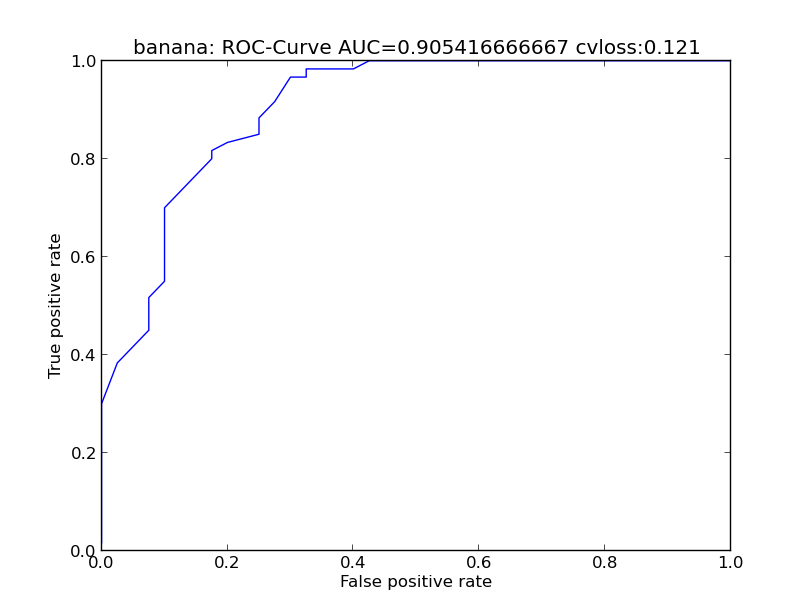 banana: ROC-Curve AUC=0.905416666667 cvloss:0.121
1.0
0.8
0.6
0.4
0.2
0.0
True positive rate
0.0 0.2 0.4 0.6 0.8 1.0
False positive rate